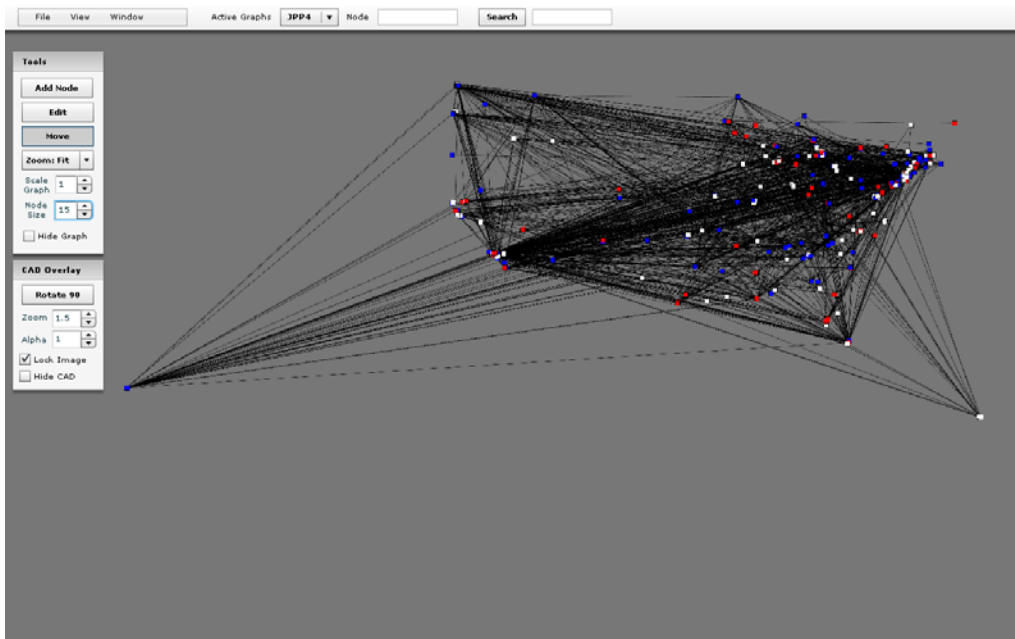 File View Window Active Graphs JPP4 Node Search
Tools
Add Node
Edit
Move
Zoom: Fit
Scale Graph 1
Node Size 15
Hide Graph
CAD Overlay
Rotate 90
Zoom 1.5
Alpha 1
Lock Image
Hide CAD